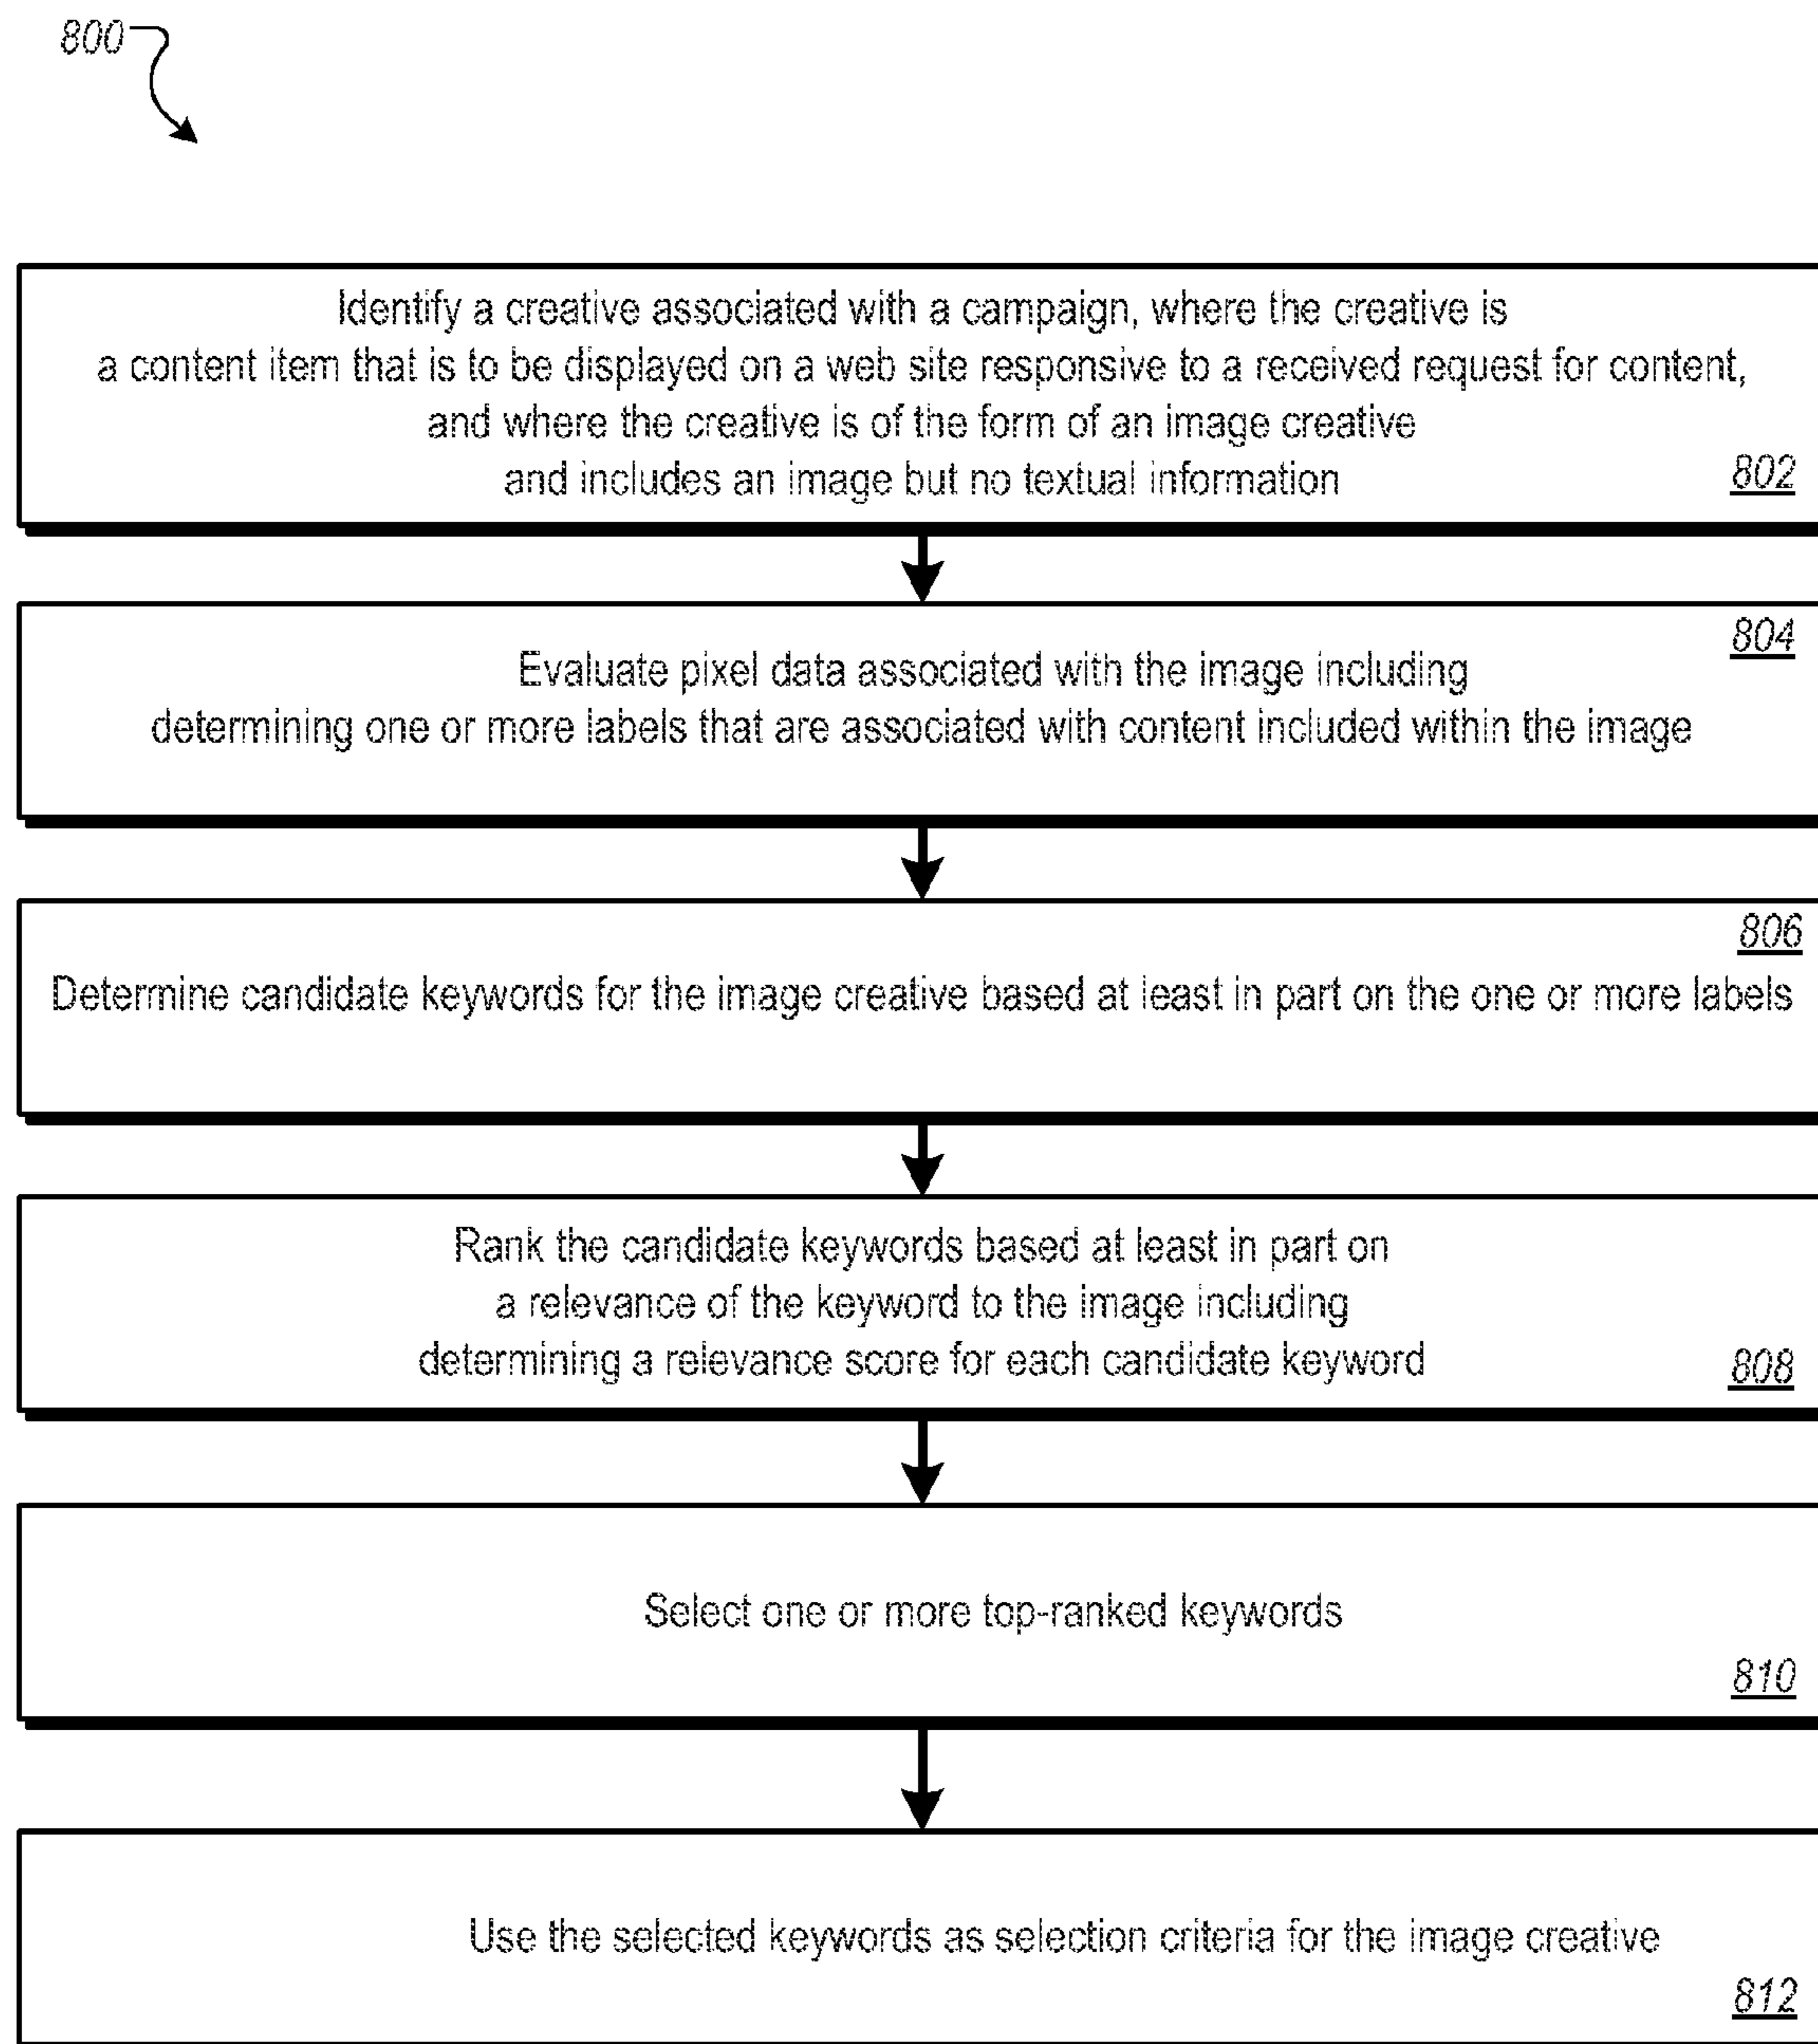 800
Identify a creative associated with a campaign, where the creative is
a content item that is to be displayed on a web site responsive to a received request for content,
and where the creative is of the form of an image creative
and includes an image but no textual information
802
804
Evaluate pixel data associated with the image including
determining one or more labels that are associated with content included within the image
806
Determine candidate keywords for the image creative based at least in part on the one or more labels
Rank the candidate keywords based at least in part on
a relevance of the keyword to the image including
determining a relevance score for each candidate keyword
808
Select one or more top-ranked keywords
810
Use the selected keywords as selection criteria for the image creative
812